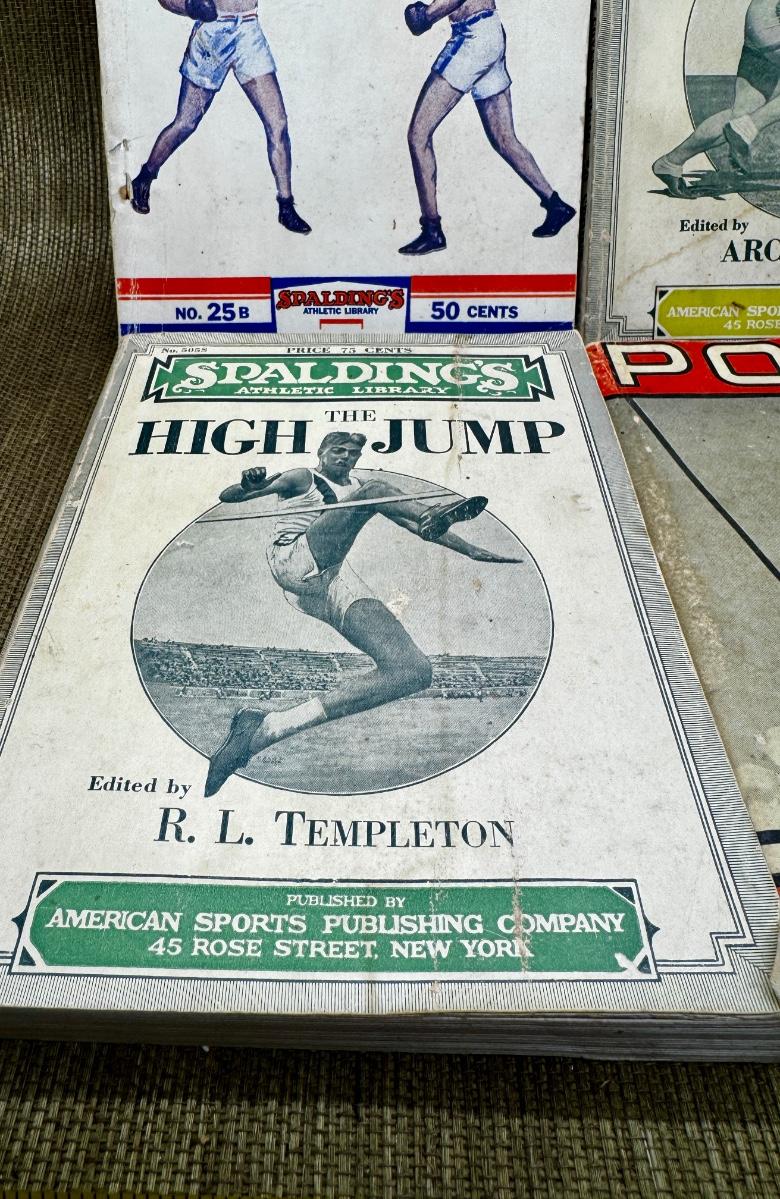 NO. 25B
SPALDING'S
ATHLETIC LIBRARY
50 CENTS
Edited by
ARC
AMERICAN SPO
45 ROSE
PO
No. 505S
PRICE 75 CENTS
SPALDING'S
ATHLETIC LIBRARY
THE
HIGH JUMP
Edited by
R. L. TEMPLETON
PUBLISHED BY
AMERICAN SPORTS PUBLISHING COMPANY
45 ROSE STREET, NEW YORK